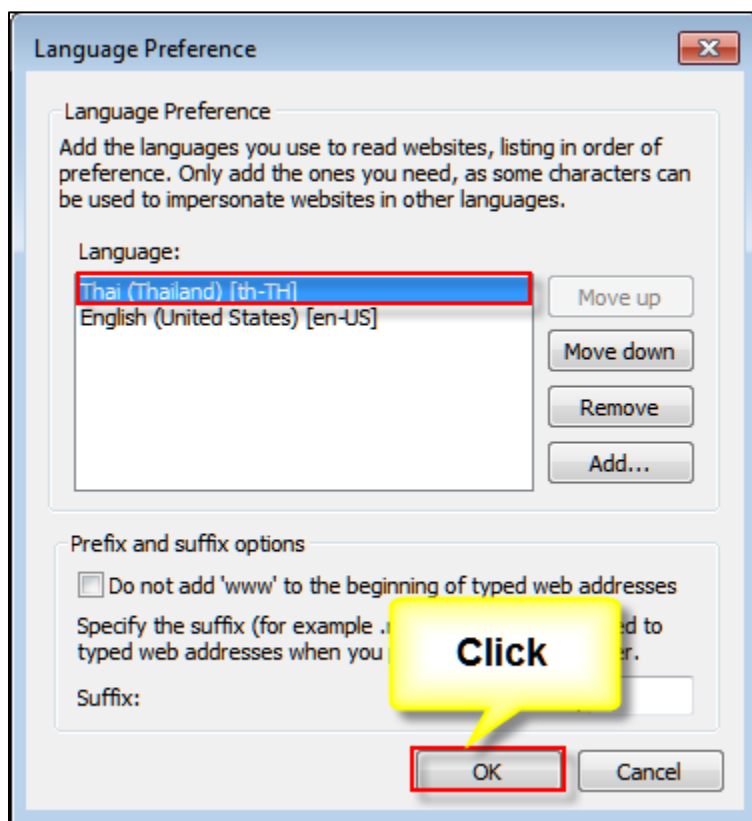 Language Preference
Language Preference
Add the languages you use to read websites, listing in order of
preference. Only add the ones you need, as some characters can
be used to impersonate websites in other languages.
Language:
Thai (Thailand) [th-TH]
English (United States) [en-US]
Move up
Move down
Remove
Add...
Prefix and suffix options
Do not add 'www' to the beginning of typed web addresses
Specify the suffix (for example . ed to
typed web addresses when you r.
Click
Suffix:
OK
Cancel